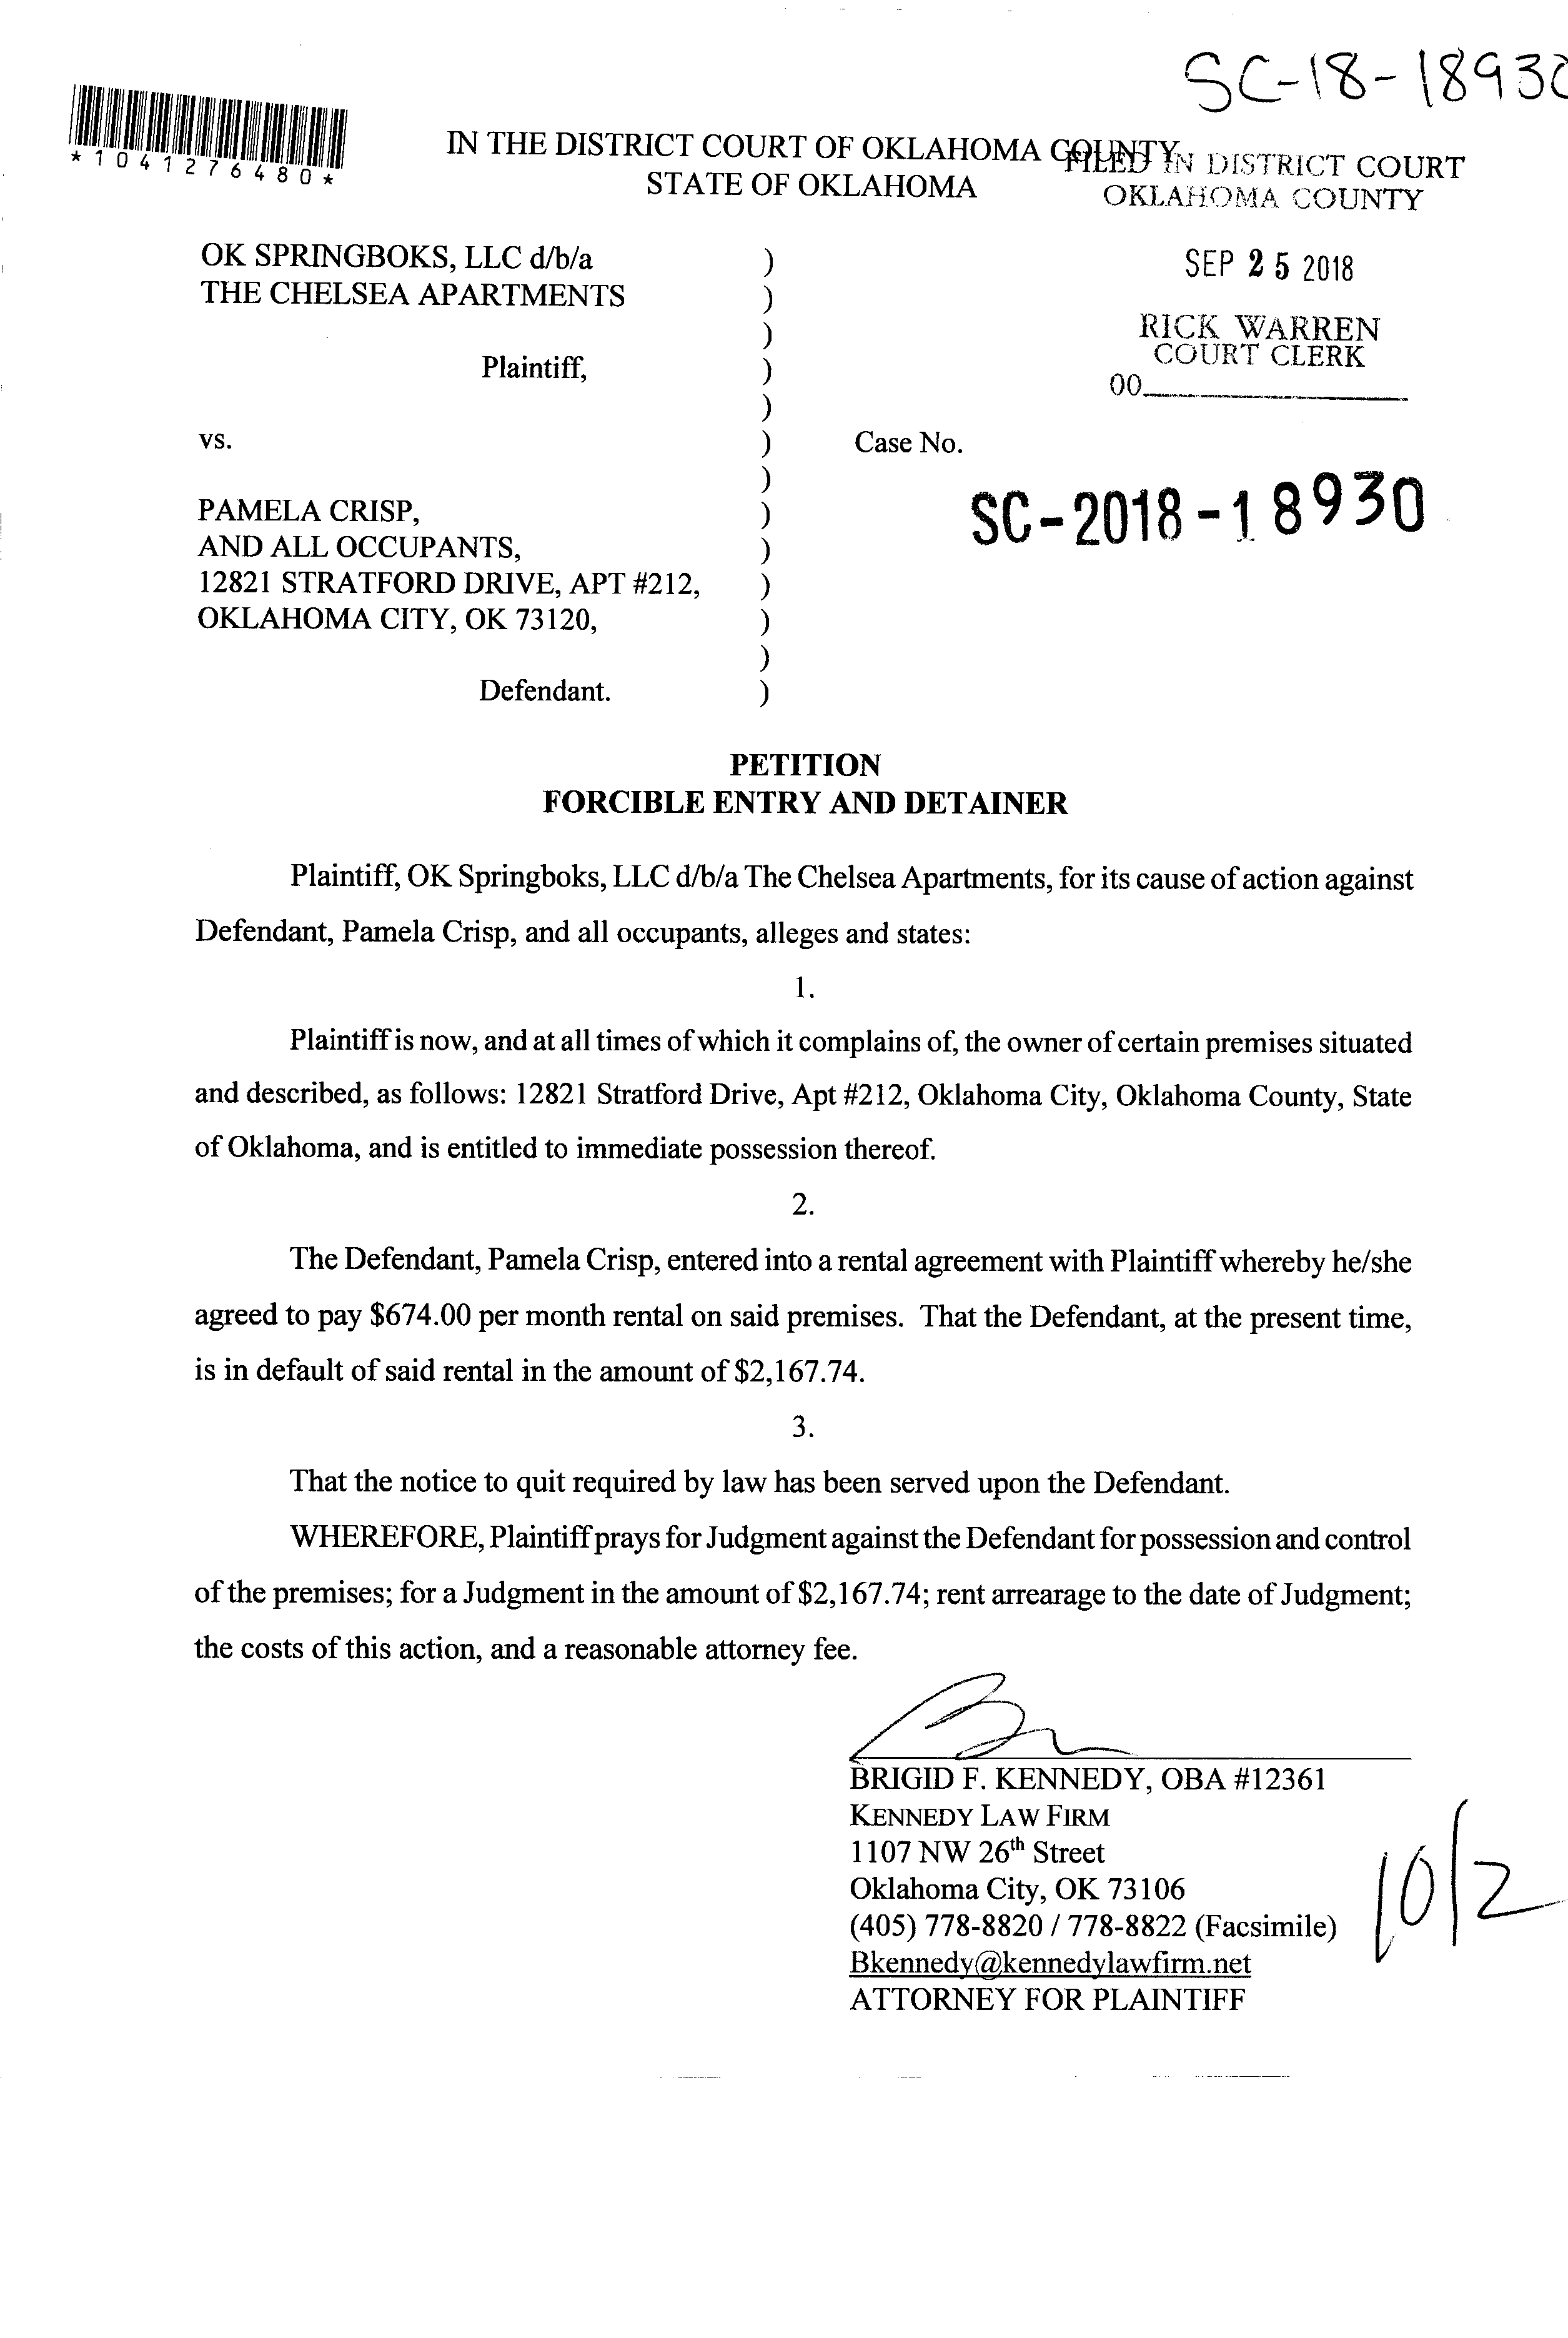 SC-18-18930
*1041276480*
IN THE DISTRICT COURT OF OKLAHOMA COUNTY
STATE OF OKLAHOMA
FILED IN DISTRICT COURT
OKLAHOMA COUNTY
SEP 25 2018
RICK WARREN
COURT CLERK
00
OK SPRINGBOKS, LLC d/b/a )
THE CHELSEA APARTMENTS )
)
Plaintiff, )
)
vs. ) Case No.
)
SC-2018-18930
PAMELA CRISP, )
AND ALL OCCUPANTS, )
12821 STRATFORD DRIVE, APT #212, )
OKLAHOMA CITY, OK 73120, )
)
Defendant. )
PETITION
FORCIBLE ENTRY AND DETAINER
Plaintiff, OK Springboks, LLC d/b/a The Chelsea Apartments, for its cause of action against
Defendant, Pamela Crisp, and all occupants, alleges and states:
1.
Plaintiff is now, and at all times of which it complains of, the owner of certain premises situated
and described, as follows: 12821 Stratford Drive, Apt #212, Oklahoma City, Oklahoma County, State
of Oklahoma, and is entitled to immediate possession thereof.
2.
The Defendant, Pamela Crisp, entered into a rental agreement with Plaintiff whereby he/she
agreed to pay $674.00 per month rental on said premises. That the Defendant, at the present time,
is in default of said rental in the amount of $2,167.74.
3.
That the notice to quit required by law has been served upon the Defendant.
WHEREFORE, Plaintiff prays for Judgment against the Defendant for possession and control
of the premises; for a Judgment in the amount of $2,167.74; rent arrearage to the date of Judgment;
the costs of this action, and a reasonable attorney fee.
BRIGID F. KENNEDY, OBA #12361
KENNEDY LAW FIRM
1107 NW 26th Street
Oklahoma City, OK 73106
(405) 778-8820 / 778-8822 (Facsimile)
Bkennedy@kennedylawfirm.net
ATTORNEY FOR PLAINTIFF
10/2